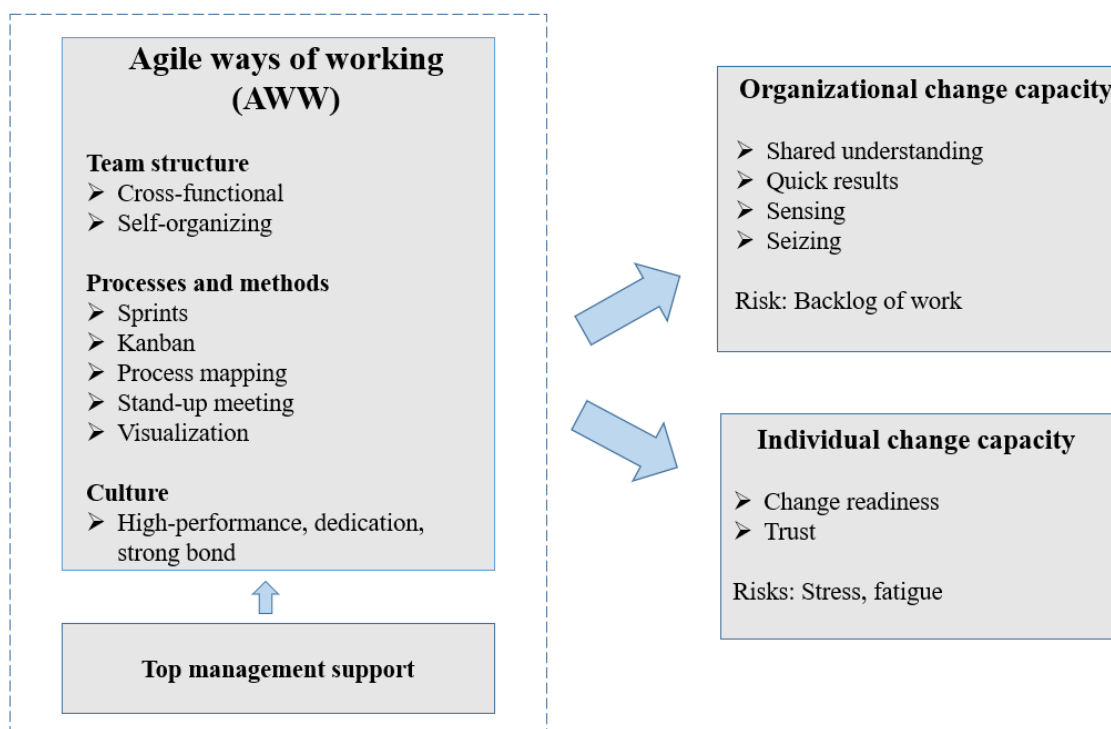 Agile ways of working
(AWW)
Team structure
➢ Cross-functional
➢ Self-organizing
Processes and methods
➢ Sprints
➢ Kanban
➢ Process mapping
➢ Stand-up meeting
➢ Visualization
Culture
➢ High-performance, dedication,
strong bond
Top management support
Organizational change capacity
➢ Shared understanding
➢ Quick results
➢ Sensing
➢ Seizing
Risk: Backlog of work
Individual change capacity
➢ Change readiness
➢ Trust
Risks: Stress, fatigue